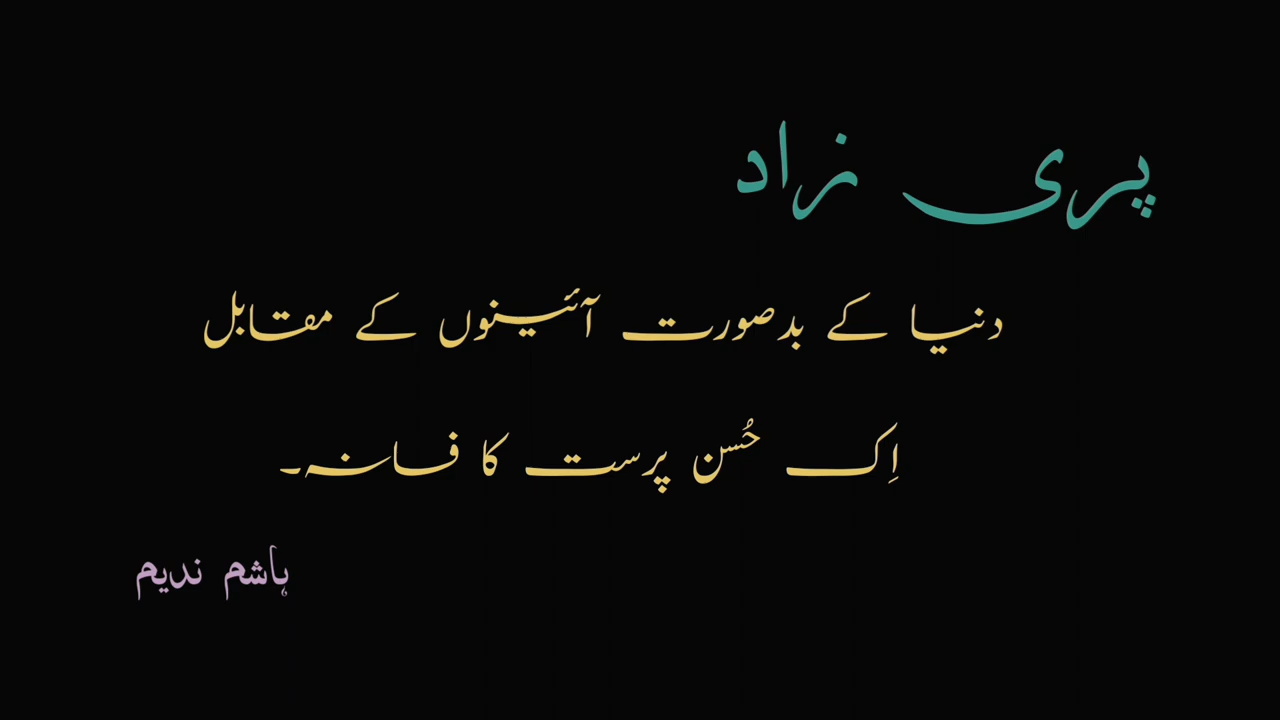 پری زاد
دنیا کے بدصورت آئینوں کے مقابل
اِک حُسن پرست کا فسانہ۔
ہاشم ندیم